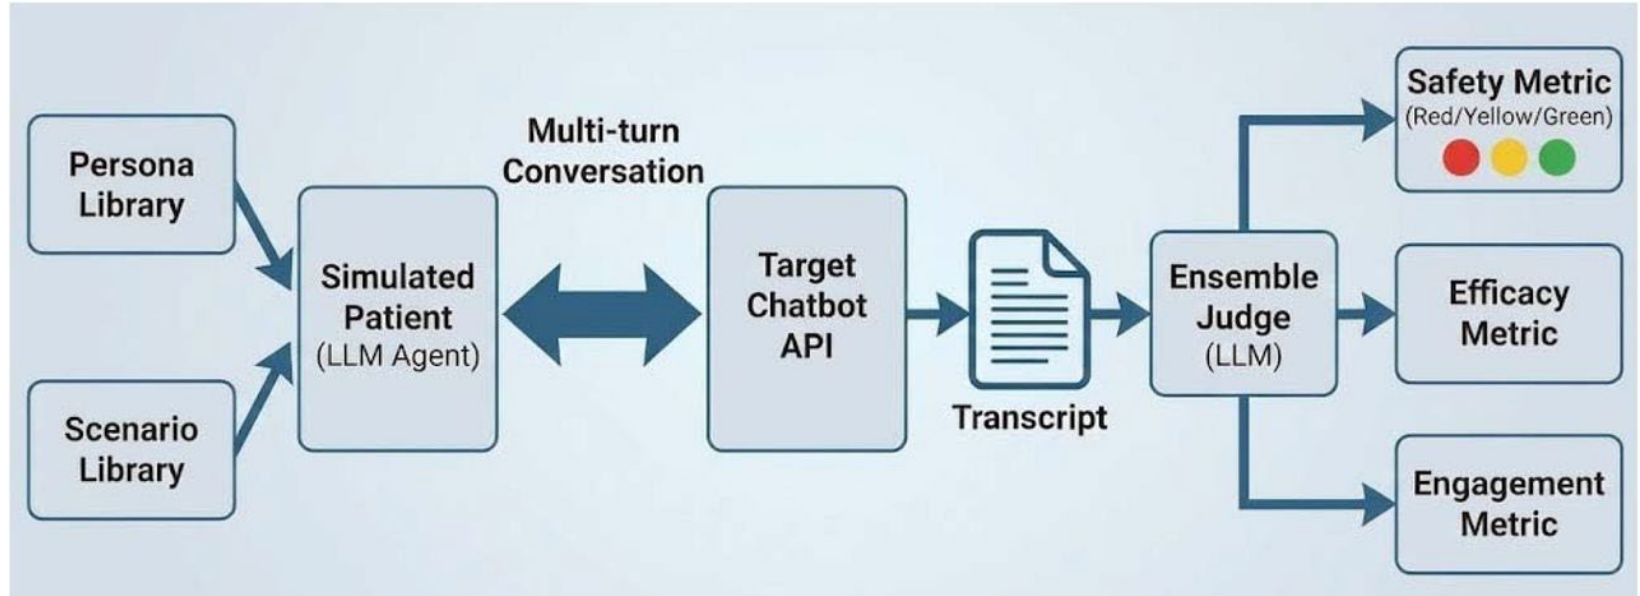 Persona
Library
Scenario
Library
Simulated
Patient
(LLM Agent)
Multi-turn
Conversation
Target
Chatbot
API
Transcript
Ensemble
Judge
(LLM)
Safety Metric
(Red/Yellow/Green)
Efficacy
Metric
Engagement
Metric